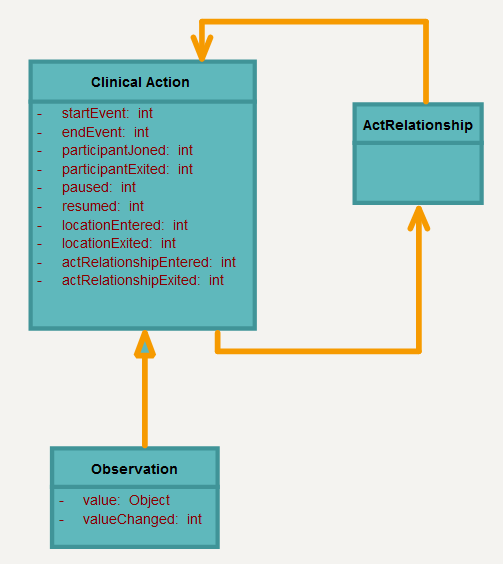 Clinical Action
- startEvent: int
- endEvent: int
- participantJoned: int
- participantExited: int
- paused: int
- resumed: int
- locationEntered: int
- locationExited: int
- actRelationshipEntered: int
- actRelationshipExited: int
ActRelationship
Observation
- value: Object
- valueChanged: int